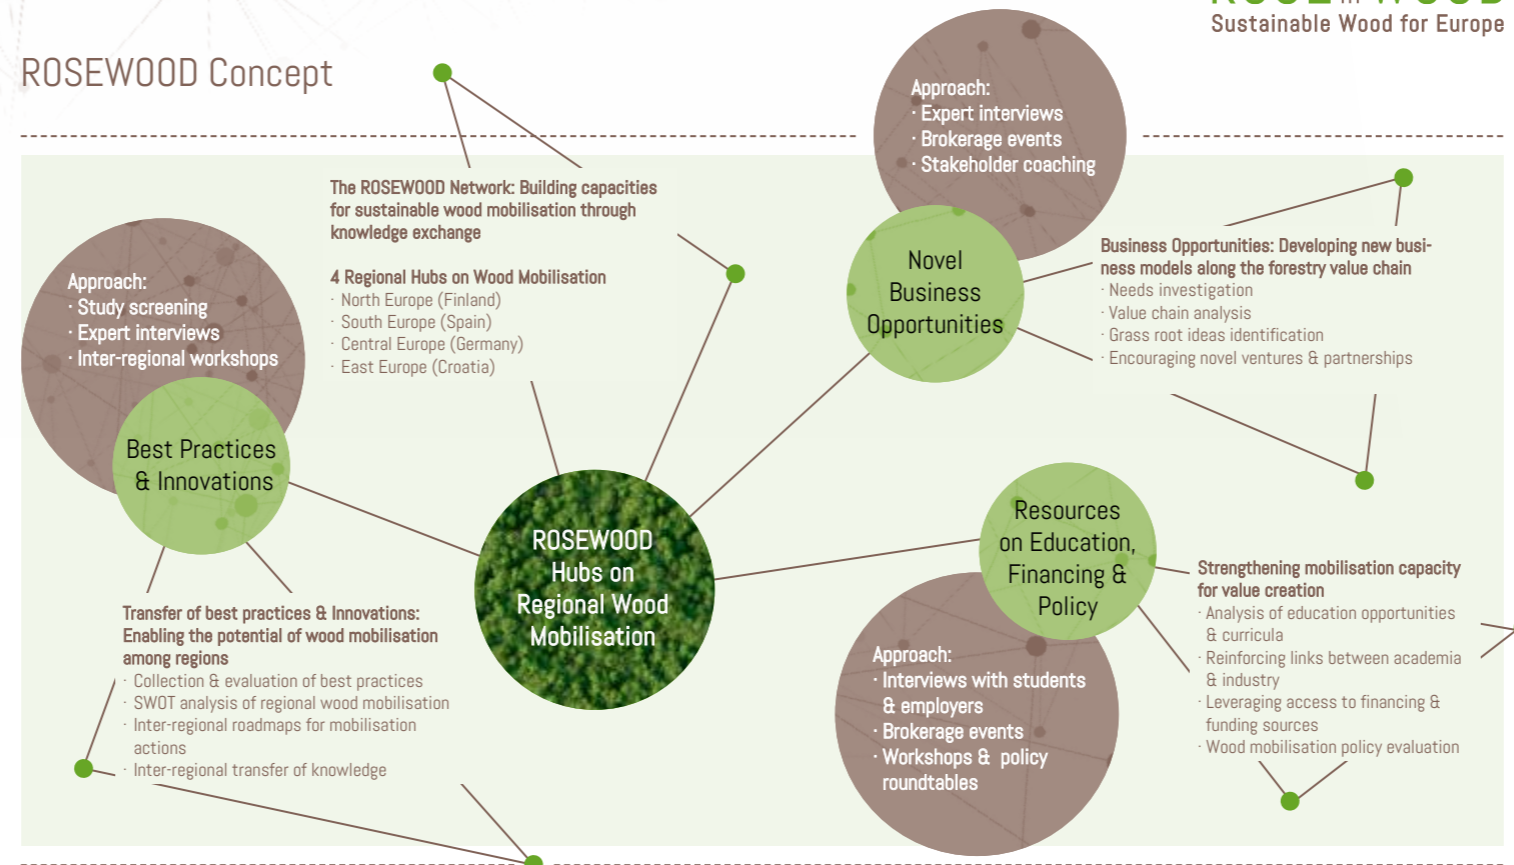 Sustainable Wood for Europe
ROSEWOOD Concept
Approach:
· Expert interviews
· Brokerage events
· Stakeholder coaching
The ROSEWOOD Network: Building capacities
for sustainable wood mobilisation through
knowledge exchange
4 Regional Hubs on Wood Mobilisation
· North Europe (Finland)
· South Europe (Spain)
· Central Europe (Germany)
· East Europe (Croatia)
Novel
Business
Opportunities
Business Opportunities: Developing new busi-
ness models along the forestry value chain
· Needs investigation
· Value chain analysis
· Grass root ideas identification
· Encouraging novel ventures & partnerships
Approach:
· Study screening
· Expert interviews
· Inter-regional workshops
Best Practices
& Innovations
ROSEWOOD
Hubs on
Regional Wood
Mobilisation
Resources
on Education,
Financing &
Policy
Strengthening mobilisation capacity
for value creation
· Analysis of education opportunities
& curricula
· Reinforcing links between academia
& industry
· Leveraging access to financing &
funding sources
· Wood mobilisation policy evaluation
Transfer of best practices & Innovations:
Enabling the potential of wood mobilisation
among regions
· Collection & evaluation of best practices
· SWOT analysis of regional wood mobilisation
· Inter-regional roadmaps for mobilisation
actions
· Inter-regional transfer of knowledge
Approach:
· Interviews with students
& employers
· Brokerage events
· Workshops & policy
roundtables